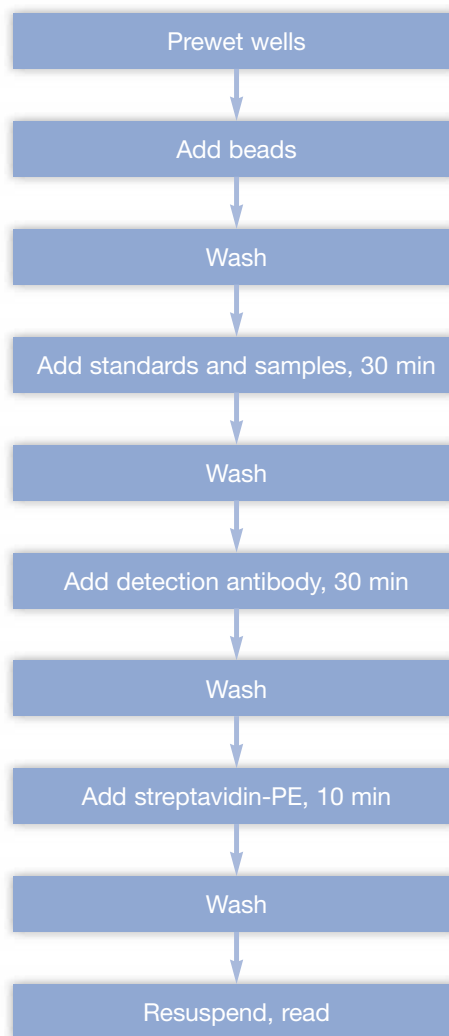 Prewet wells
Add beads
Wash
Add standards and samples, 30 min
Wash
Add detection antibody, 30 min
Wash
Add streptavidin-PE, 10 min
Wash
Resuspend, read